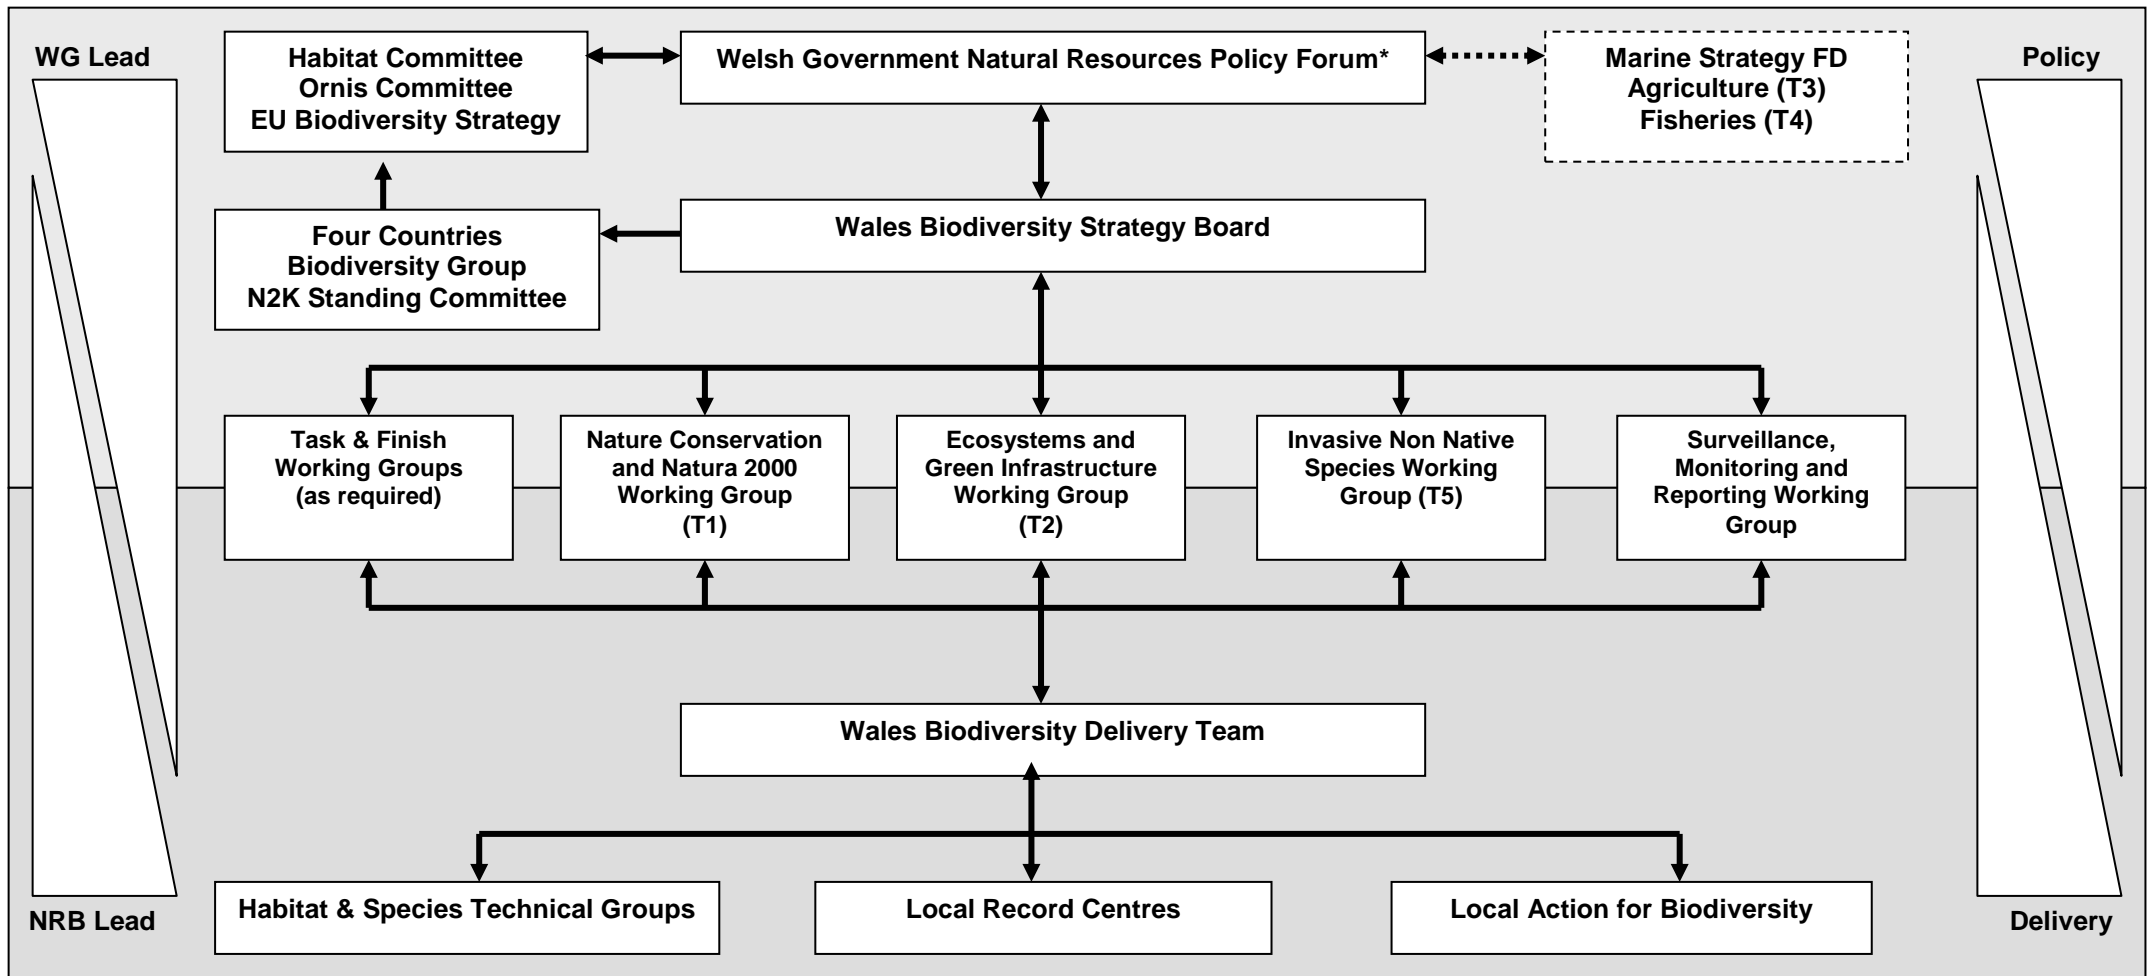 WG Lead
Habitat Committee
Ornis Committee
EU Biodiversity Strategy
Welsh Government Natural Resources Policy Forum*
Marine Strategy FD
Agriculture (T3)
Fisheries (T4)
Policy
Four Countries
Biodiversity Group
N2K Standing Committee
Wales Biodiversity Strategy Board
Task & Finish
Working Groups
(as required)
Nature Conservation
and Natura 2000
Working Group
(T1)
Ecosystems and
Green Infrastructure
Working Group
(T2)
Invasive Non Native
Species Working
Group (T5)
Surveillance,
Monitoring and
Reporting Working
Group
Wales Biodiversity Delivery Team
NRB Lead
Habitat & Species Technical Groups
Local Record Centres
Local Action for Biodiversity
Delivery